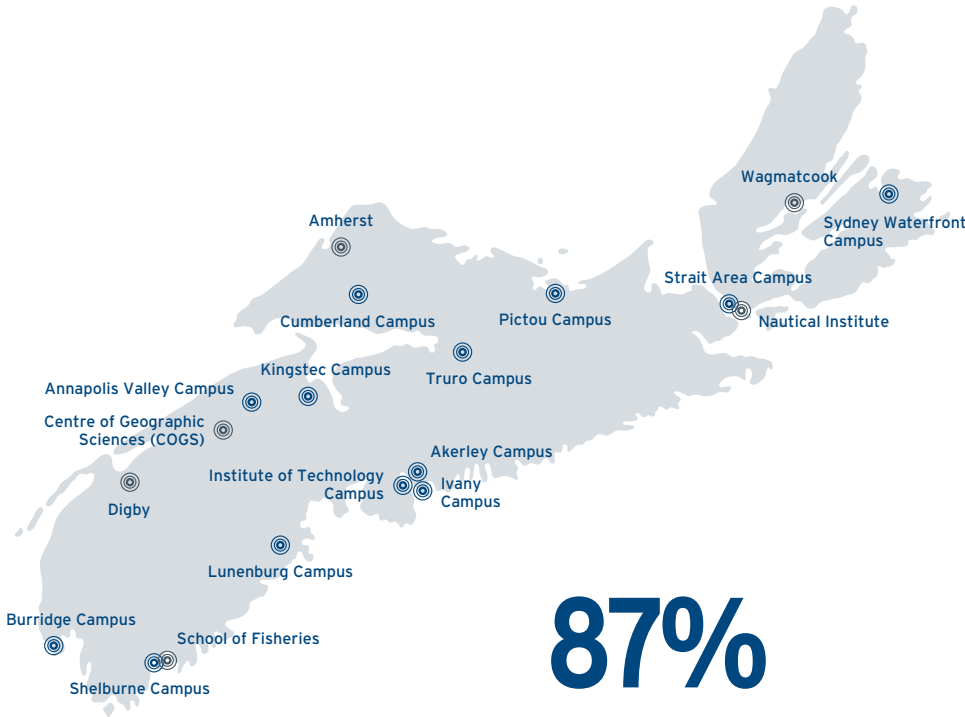 Wagmatcook
Sydney Waterfront
Campus
Amherst
Strait Area Campus
Cumberland Campus
Pictou Campus
Nautical Institute
Kingstec Campus
Truro Campus
Annapolis Valley Campus
Centre of Geographic
Sciences (COGS)
Akerley Campus
Institute of Technology
Campus
Ivany
Campus
Digby
Lunenburg Campus
Burridge Campus
School of Fisheries
Shelburne Campus
87%